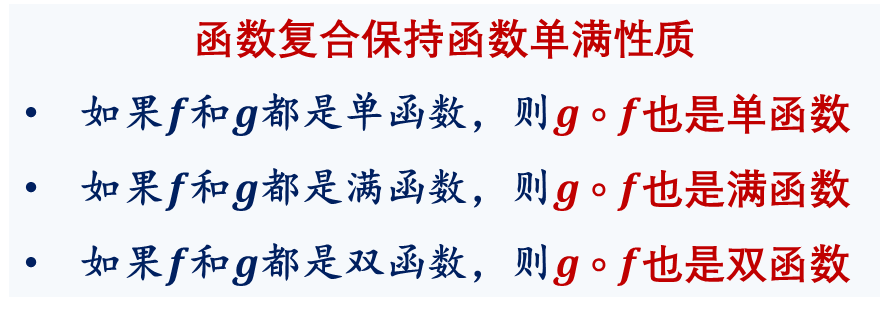 函数复合保持函数单满性质
• 如果f和g都是单函数，则g∘f也是单函数
• 如果f和g都是满函数，则g∘f也是满函数
• 如果f和g都是双函数，则g∘f也是双函数